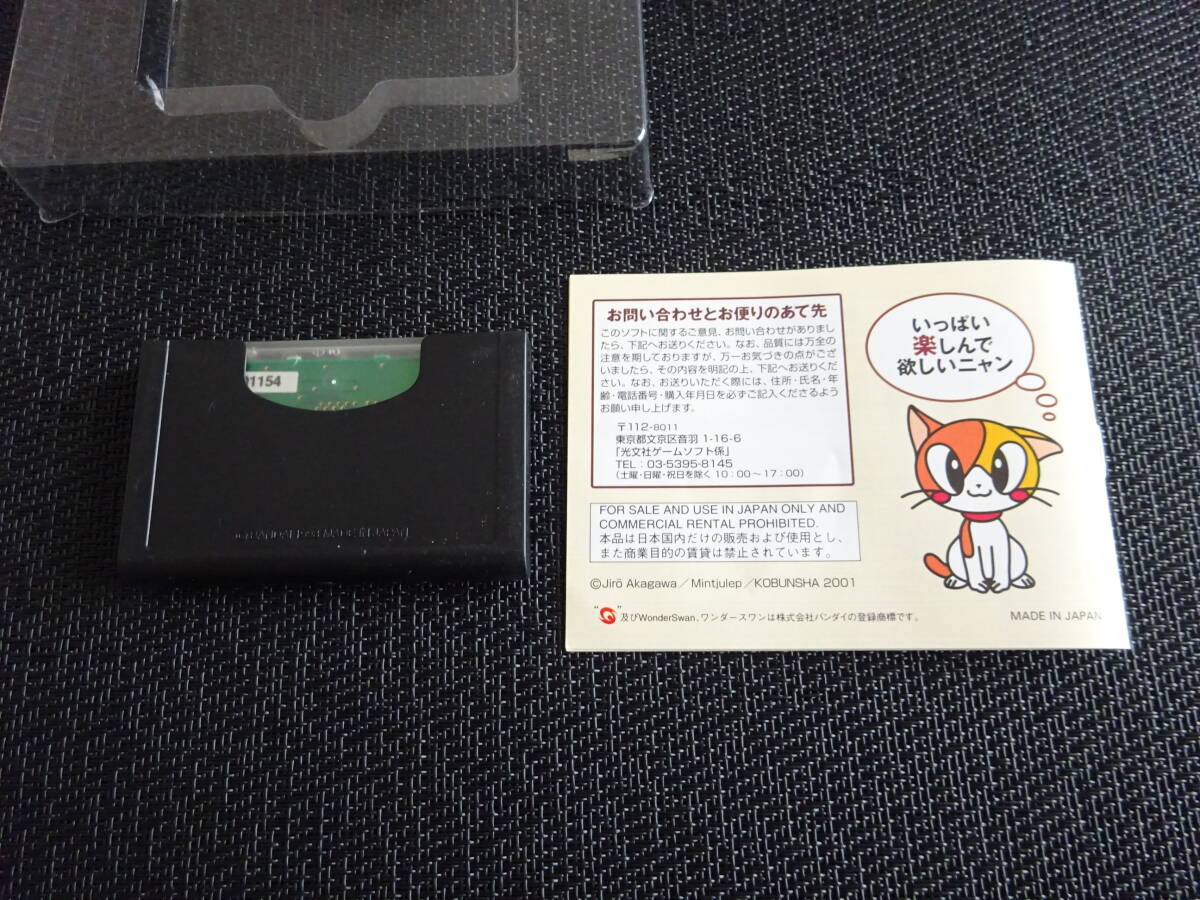 01154
©BANDAI 1998 MADE IN JAPAN
お問い合わせとお便りのあて先
このソフトに関するご意見、お問い合わせがありまし
たら、下記へお送りください。なお、品質には万全の
注意を期しておりますが、万一お気づきの点がござ
いましたら、その内容を明記の上、下記へお送りくださ
い。なお、お送りいただく際には、住所・氏名・年
齢・電話番号・購入年月日を必ずご記入くださるよう
お願い申し上げます。
〒112-8011
東京都文京区音羽 1-16-6
「光文社ゲームソフト係」
TEL：03-5395-8145
（土曜・日曜・祝日を除く 10：00～17：00）
FOR SALE AND USE IN JAPAN ONLY AND
COMMERCIAL RENTAL PROHIBITED.
本品は日本国内だけの販売および使用とし、
また商業目的の賃貸は禁止されています。
©Jirō Akagawa／Mintjulep／KOBUNSHA 2001
“ ”及びWonderSwan、ワンダースワンは株式会社バンダイの登録商標です。
いっぱい
楽しんで
欲しいニャン
MADE IN JAPAN